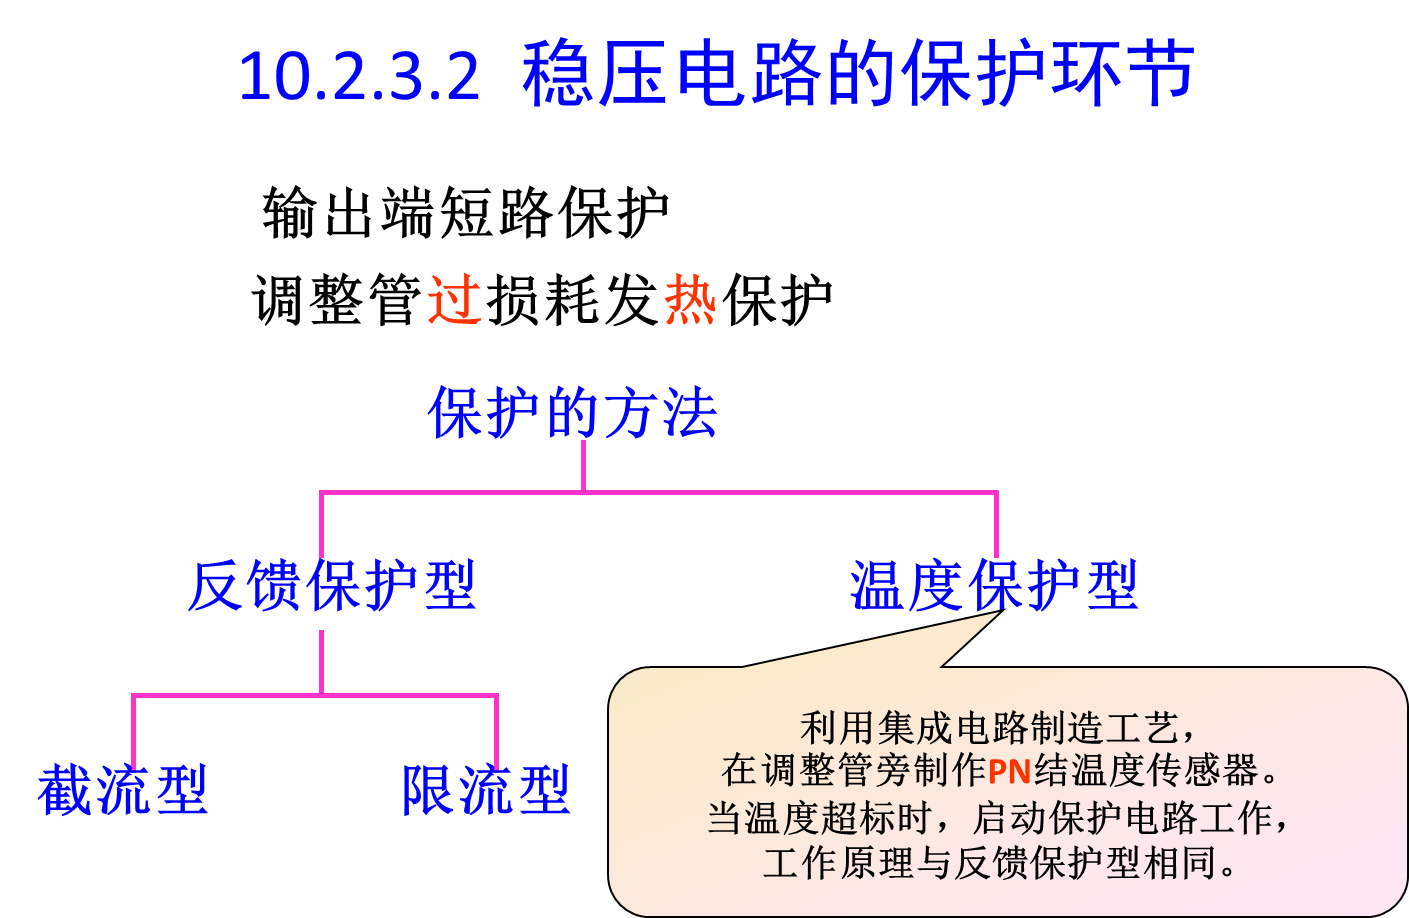 10.2.3.2 稳压电路的保护环节
输出端短路保护
调整管过损耗发热保护
保护的方法
反馈保护型
温度保护型
截流型
限流型
利用集成电路制造工艺，
在调整管旁制作PN结温度传感器。
当温度超标时，启动保护电路工作，
工作原理与反馈保护型相同。